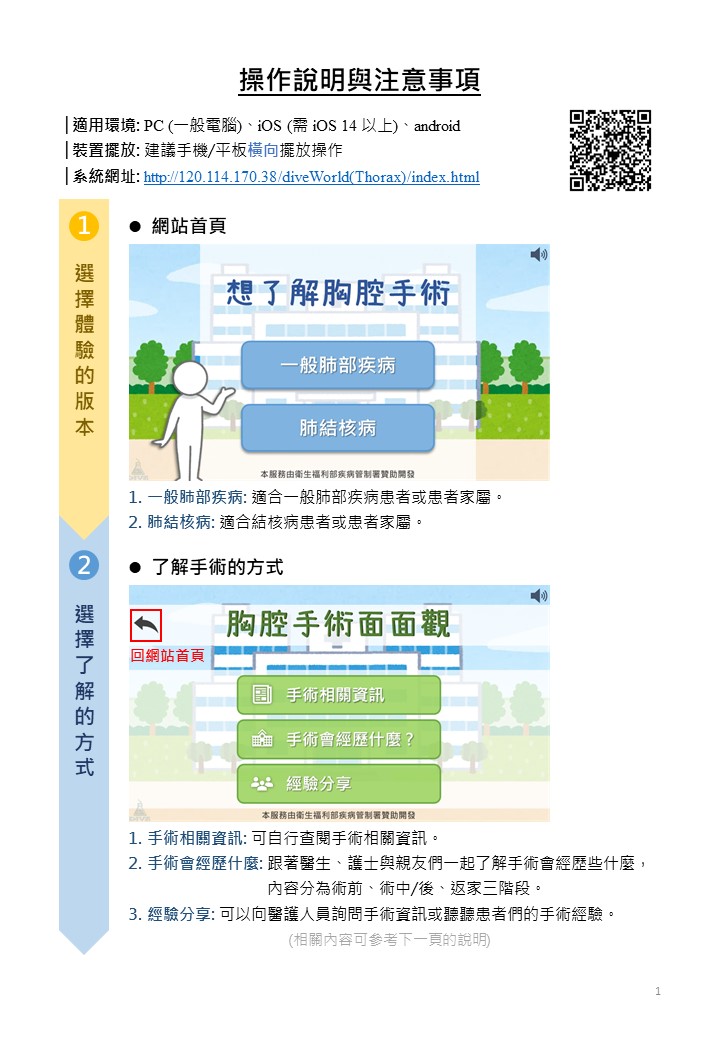 操作說明與注意事項
│適用環境: PC (一般電腦)、iOS (需 iOS 14 以上)、android
│裝置擺放: 建議手機/平板橫向擺放操作
│系統網址: http://120.114.170.38/diveWorld(Thorax)/index.html
1
選擇體驗的版本
● 網站首頁
想了解胸腔手術
一般肺部疾病
肺結核病
本服務由衛生福利部疾病管制署贊助開發
1. 一般肺部疾病: 適合一般肺部疾病患者或患者家屬。
2. 肺結核病: 適合結核病患者或患者家屬。
2
選擇了解的方式
● 了解手術的方式
胸腔手術面面觀
回網站首頁
手術相關資訊
手術會經歷什麼？
經驗分享
本服務由衛生福利部疾病管制署贊助開發
1. 手術相關資訊: 可自行查閱手術相關資訊。
2. 手術會經歷什麼: 跟著醫生、護士與親友們一起了解手術會經歷些什麼，
內容分為術前、術中/後、返家三階段。
3. 經驗分享: 可以向醫護人員詢問手術資訊或聽聽患者們的手術經驗。
(相關內容可參考下一頁的說明)
1